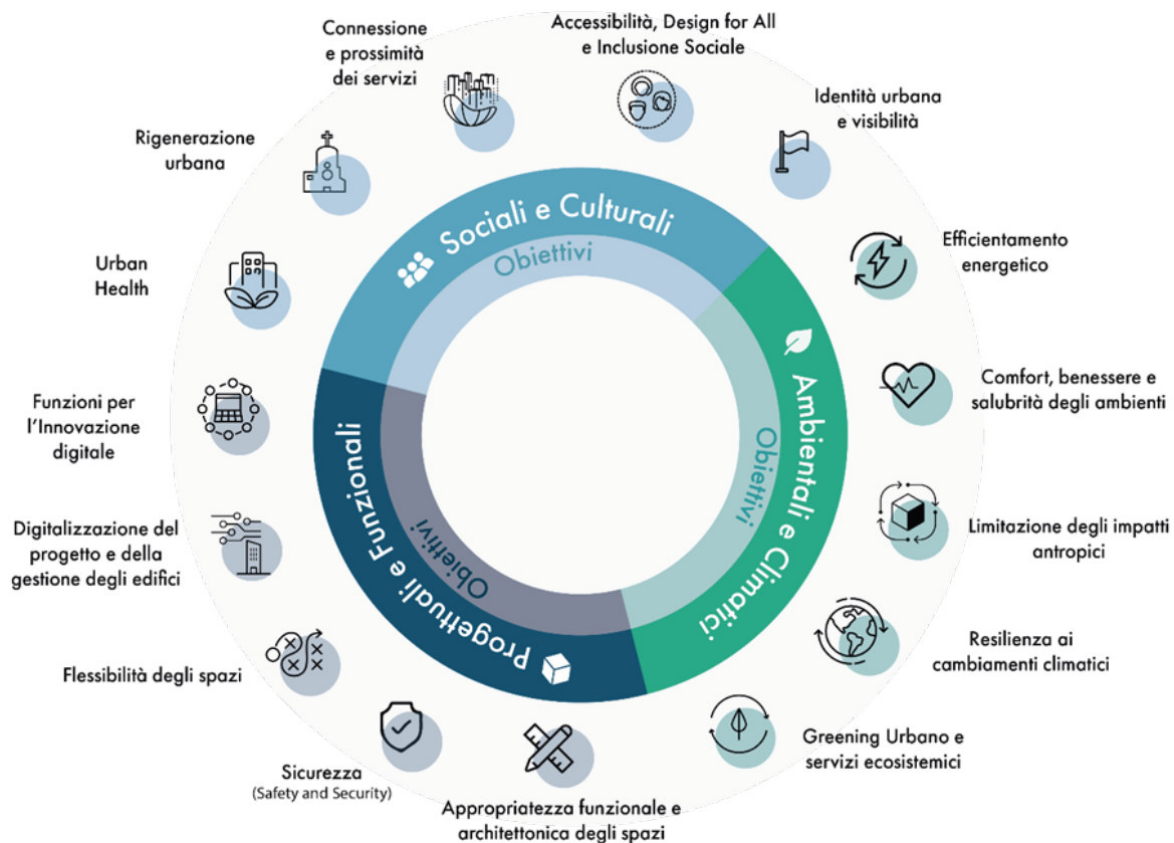 Connessione
e prossimità
dei servizi
Accessibilità, Design for All
e Inclusione Sociale
Identità urbana
e visibilità
Rigenerazione
urbana
Efficientamento
energetico
Urban
Health
Comfort, benessere e
salubrità degli ambienti
Funzioni per
l'Innovazione
digitale
Limitazione degli impatti
antropici
Digitalizzazione del
progetto e della
gestione degli edifici
Resilienza ai
cambiamenti climatici
Flessibilità degli spazi
Greening Urbano e
servizi ecosistemici
Sicurezza
(Safety and Security)
Appropriatezza funzionale e
architettonica degli spazi
Sociali e Culturali
Obiettivi
Ambientali e Climatici
Obiettivi
Progettuali e Funzionali
Obiettivi